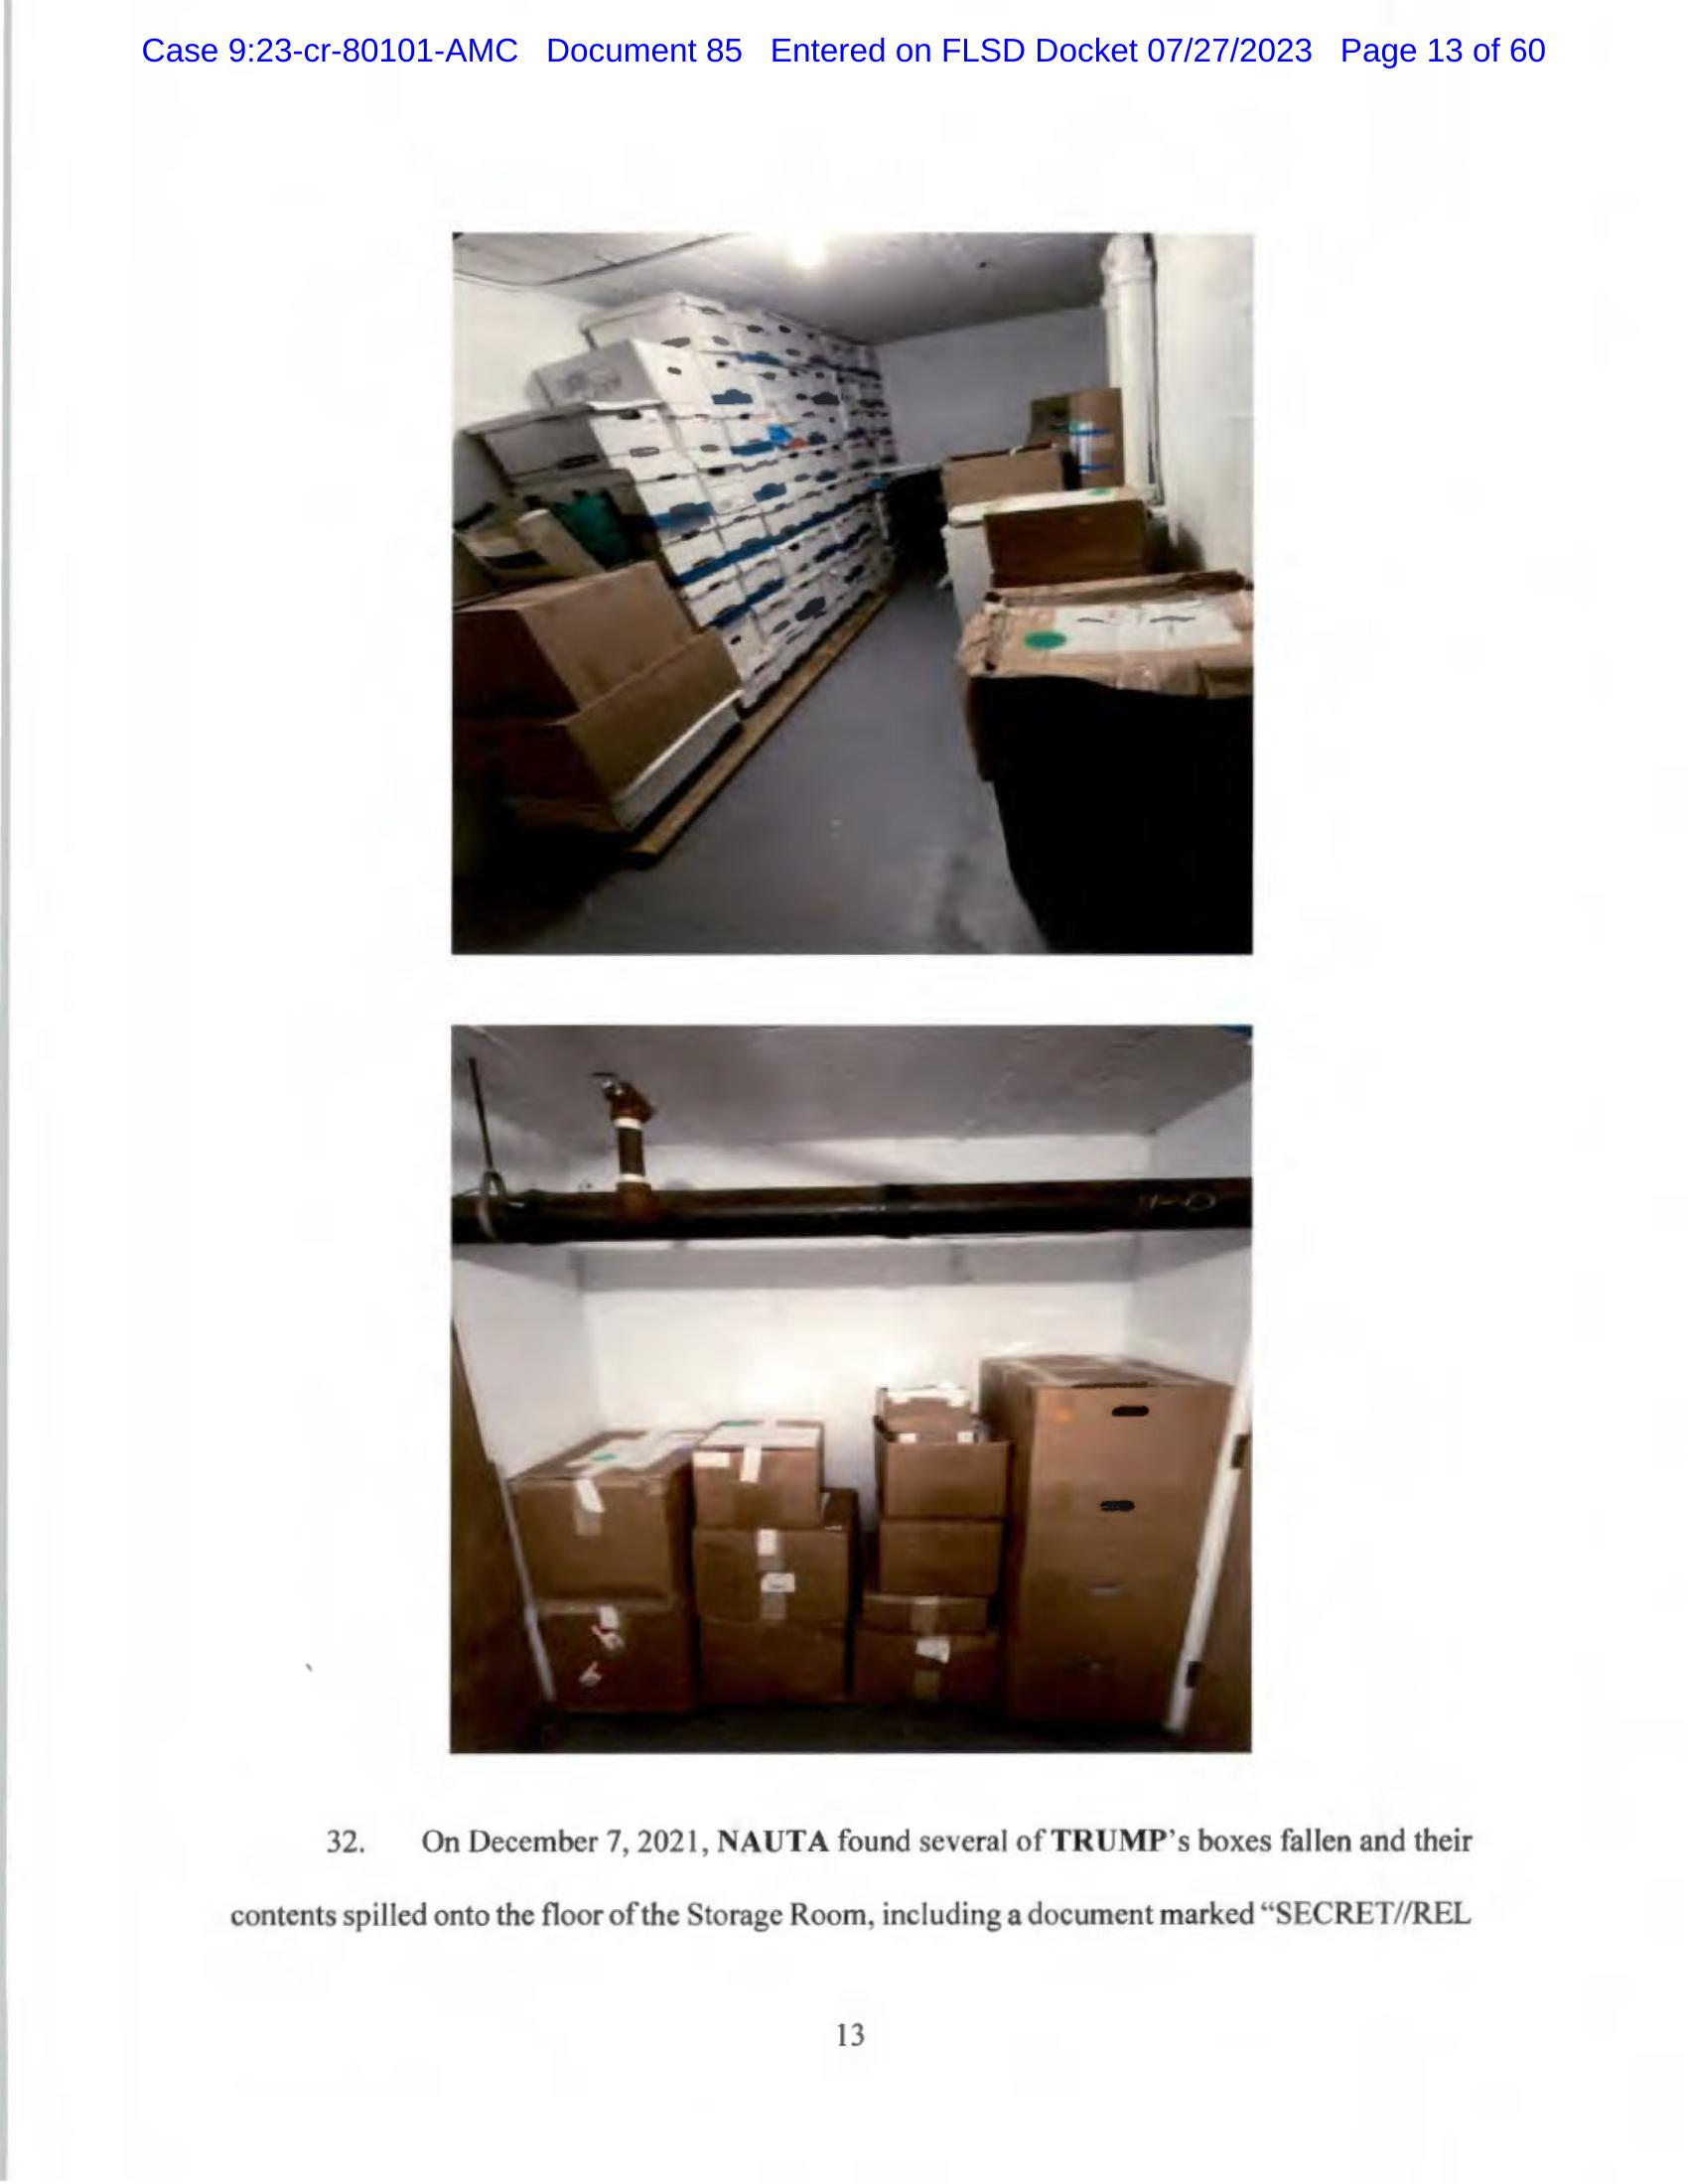 Case 9:23-cr-80101-AMC Document 85 Entered on FLSD Docket 07/27/2023 Page 13 of 60
32. On December 7, 2021, NAUTA found several of TRUMP's boxes fallen and their
contents spilled onto the floor of the Storage Room, including a document marked “SECRET//REL
13